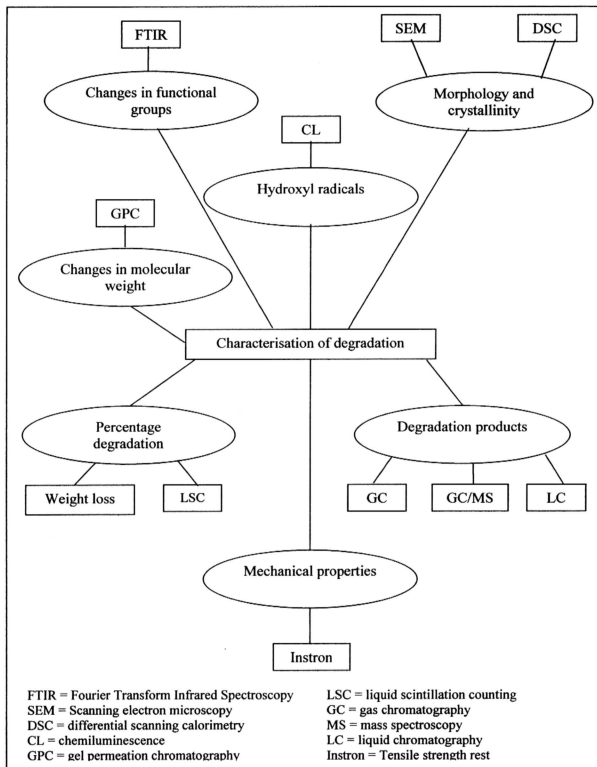 FTIR
SEM
DSC
Changes in functional
groups
Morphology and
crystallinity
CL
Hydroxyl radicals
GPC
Changes in molecular
weight
Characterisation of degradation
Percentage
degradation
Degradation products
Weight loss
LSC
GC
GC/MS
LC
Mechanical properties
Instron
FTIR = Fourier Transform Infrared Spectroscopy
SEM = Scanning electron microscopy
DSC = differential scanning calorimetry
CL = chemiluminescence
GPC = gel permeation chromatography
LSC = liquid scintillation counting
GC = gas chromatography
MS = mass spectroscopy
LC = liquid chromatography
Instron = Tensile strength rest